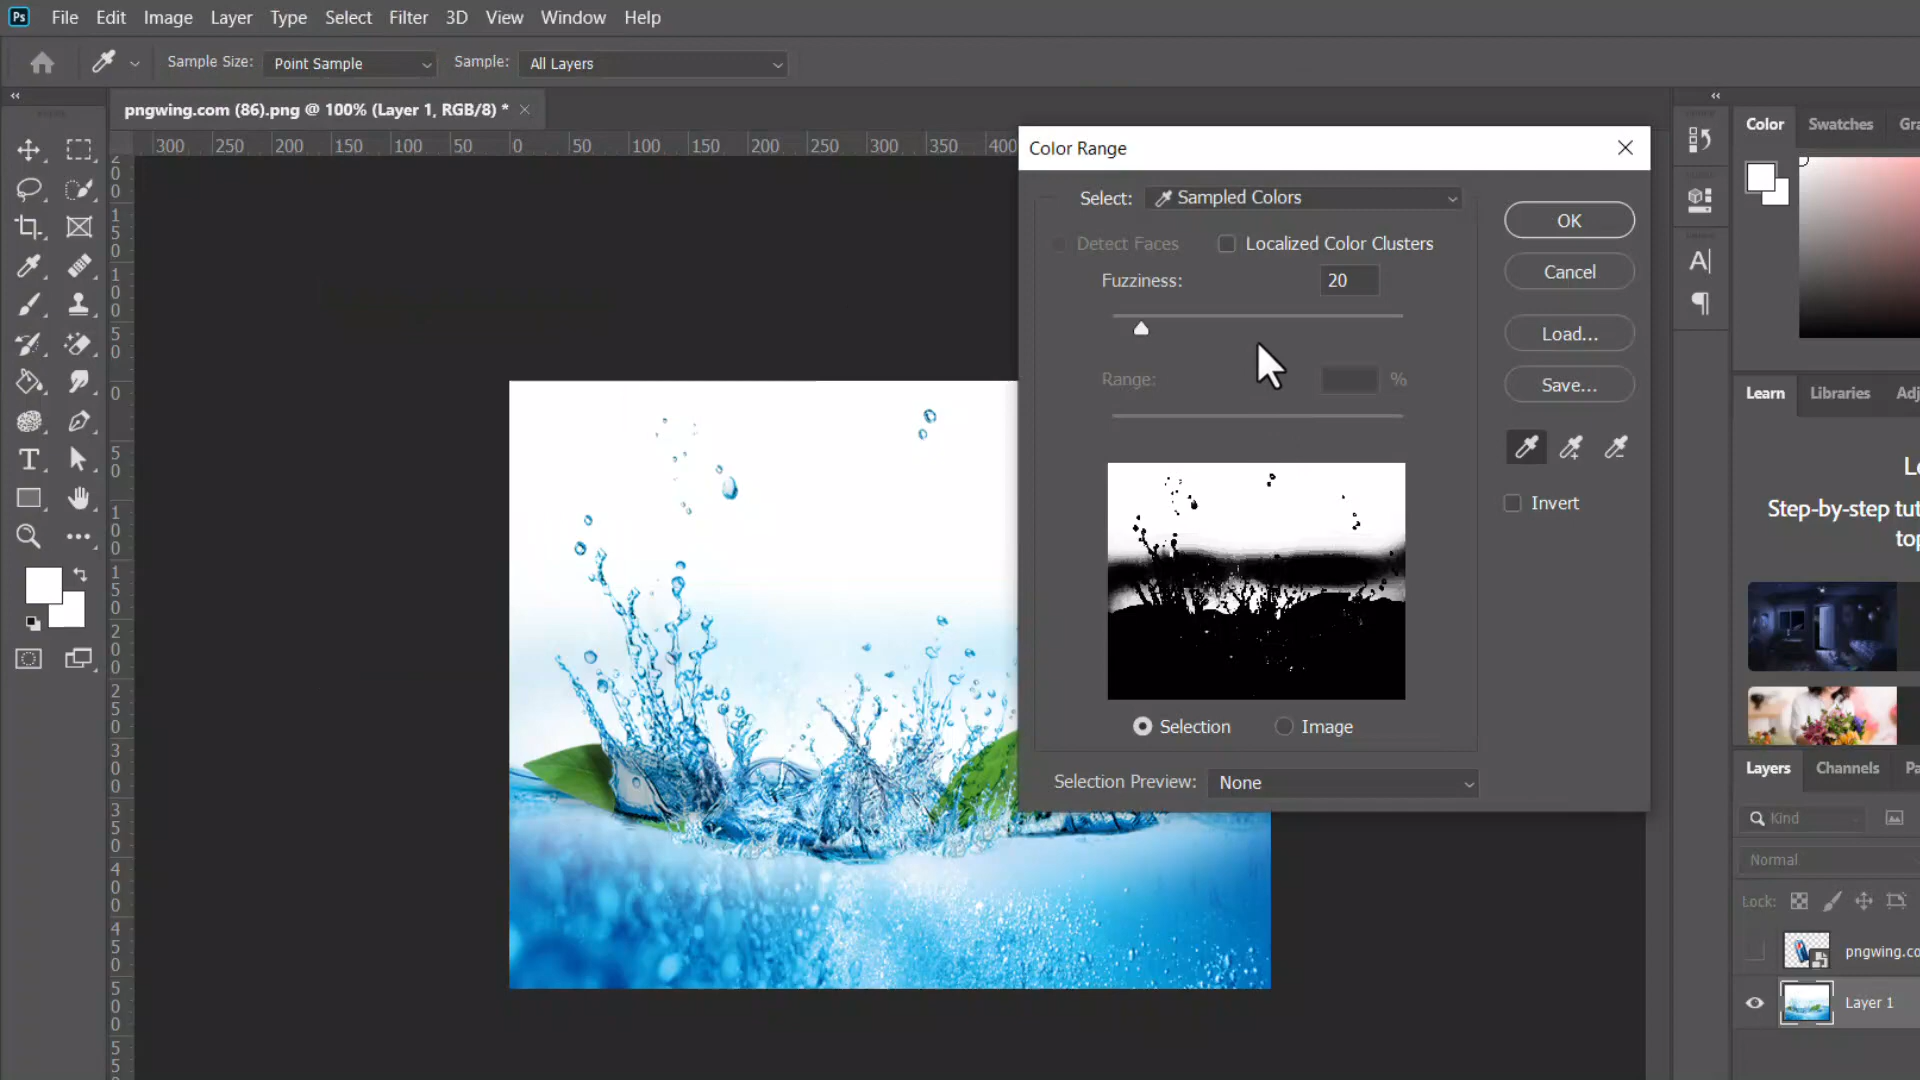 Ps File Edit Image Layer Type Select Filter 3D View Window Help
Sample Size: Point Sample Sample: All Layers
pngwing.com (86).png @ 100% (Layer 1, RGB/8) *
300 250 200 150 100 50 0 50 100 150 200 250 300 350 400
Color Range
Select: Sampled Colors
Detect Faces Localized Color Clusters
Fuzziness: 20
Range: %
Selection Image
Selection Preview: None
OK
Cancel
Load...
Save...
Invert
Color Swatches Gra
Learn Libraries Adj
Step-by-step tut
top
Layers Channels Pa
Kind
Normal
Lock:
pngwing.co
Layer 1